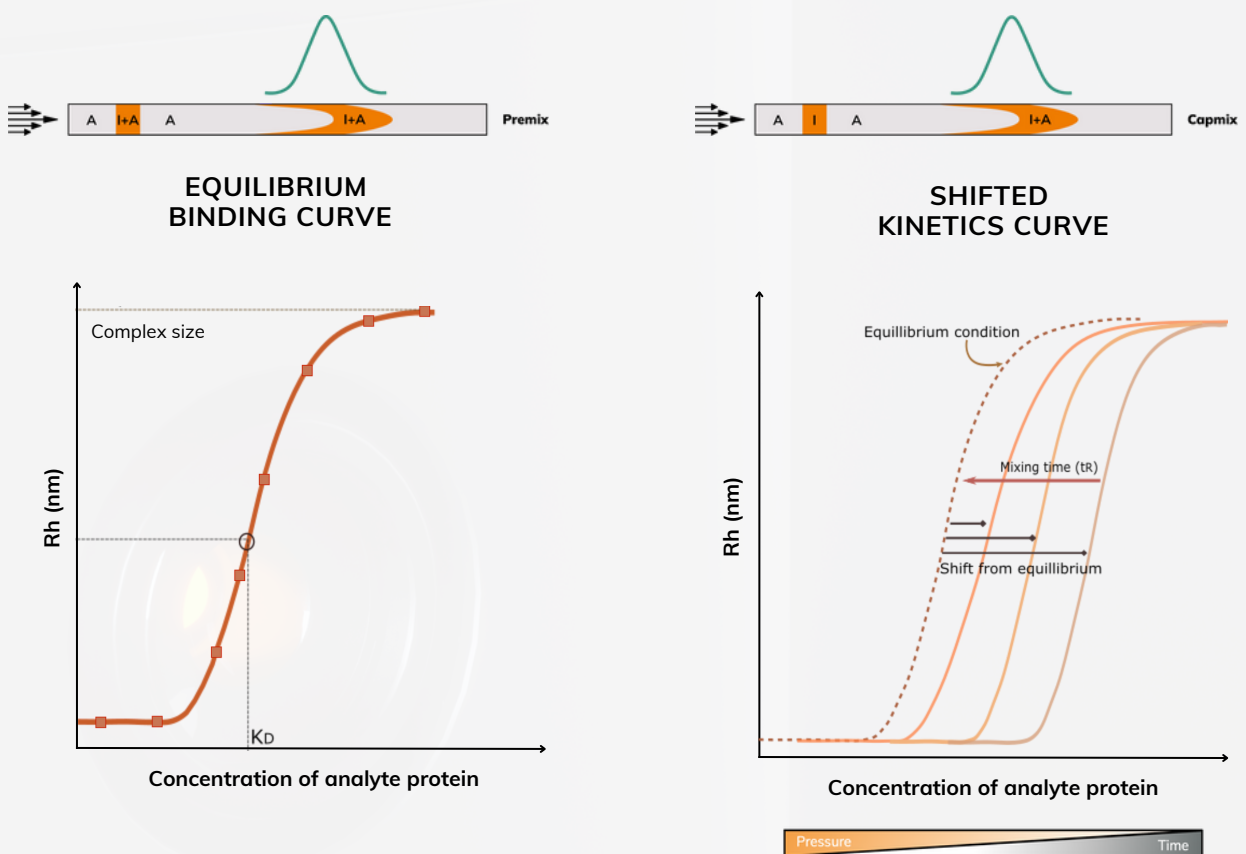 A I+A A I+A Premix
A I A I+A Capmix
EQUILIBRIUM
BINDING CURVE
SHIFTED
KINETICS CURVE
Complex size
Rh (nm)
KD
Concentration of analyte protein
Equillibrium condition
Mixing time (tR)
Shift from equillibrium
Rh (nm)
Concentration of analyte protein
Pressure
Time